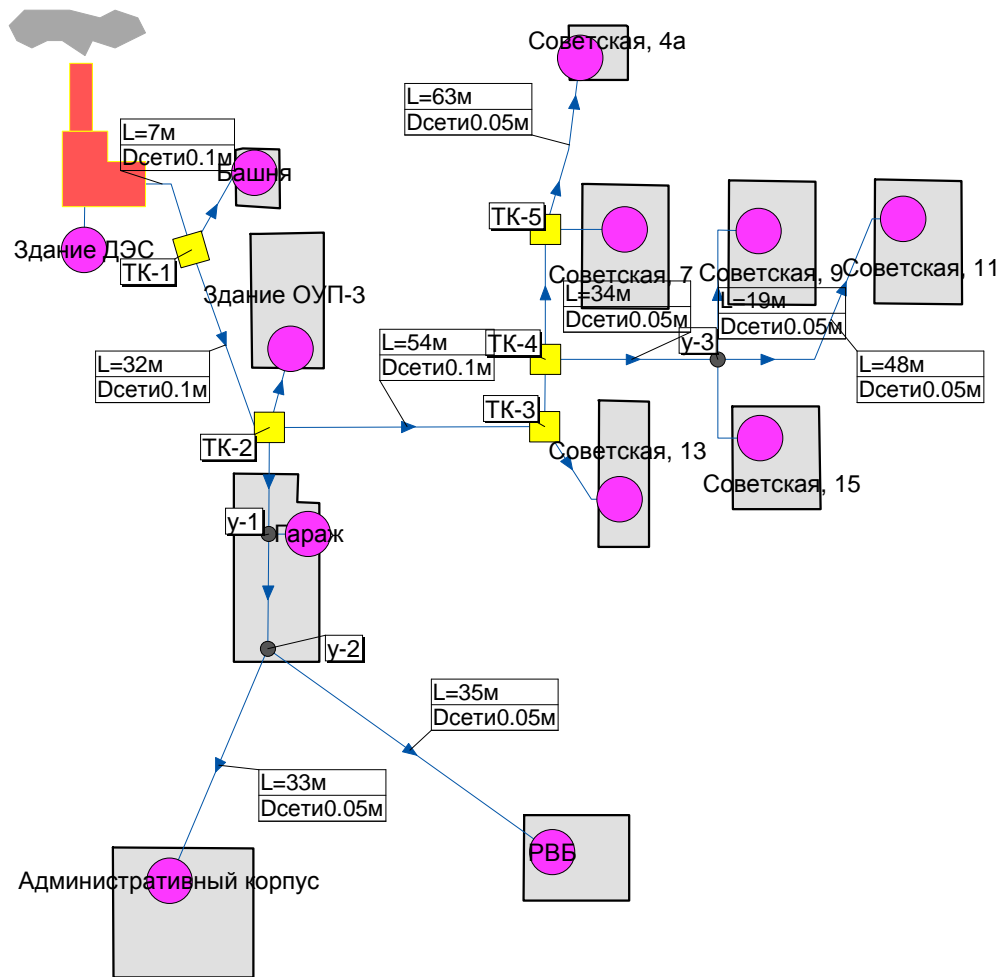 Советская, 4а
L=63м
Dсети0.05м
L=7м
Dсети0.1м
Башня
ТК-5
Здание ДЭС
ТК-1
Советская, 7
Советская, 9
Советская, 11
Здание ОУП-3
L=34м
Dсети0.05м
L=19м
Dсети0.05м
L=54м
Dсети0.1м
ТК-4
у-3
L=32м
Dсети0.1м
L=48м
Dсети0.05м
ТК-3
ТК-2
Советская, 13
Советская, 15
у-1
Гараж
у-2
L=35м
Dсети0.05м
L=33м
Dсети0.05м
РВБ
Административный корпус